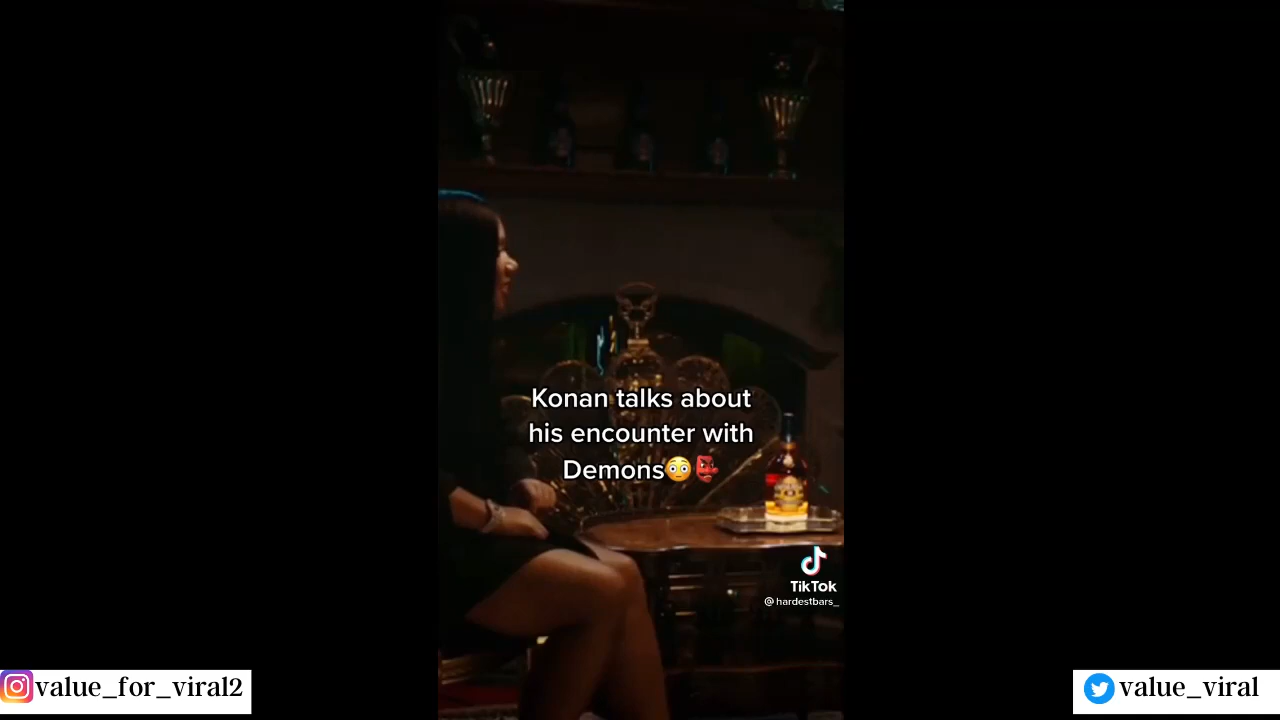 Konan talks about
his encounter with
Demons😳👺
TikTok
@hardestbars_
value_for_viral2
value_viral